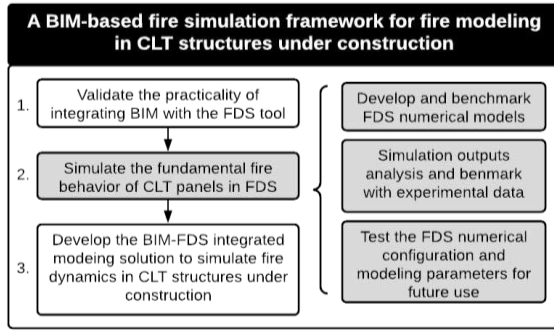 A BIM-based fire simulation framework for fire modeling
in CLT structures under construction
1.
Validate the practicality of
integrating BIM with the FDS tool
2.
Simulate the fundamental fire
behavior of CLT panels in FDS
3.
Develop the BIM-FDS integrated
modeing solution to simulate fire
dynamics in CLT structures under
construction
Develop and benchmark
FDS numerical models
Simulation outputs
analysis and benmark
with experimental data
Test the FDS numerical
configuration and
modeling parameters for
future use